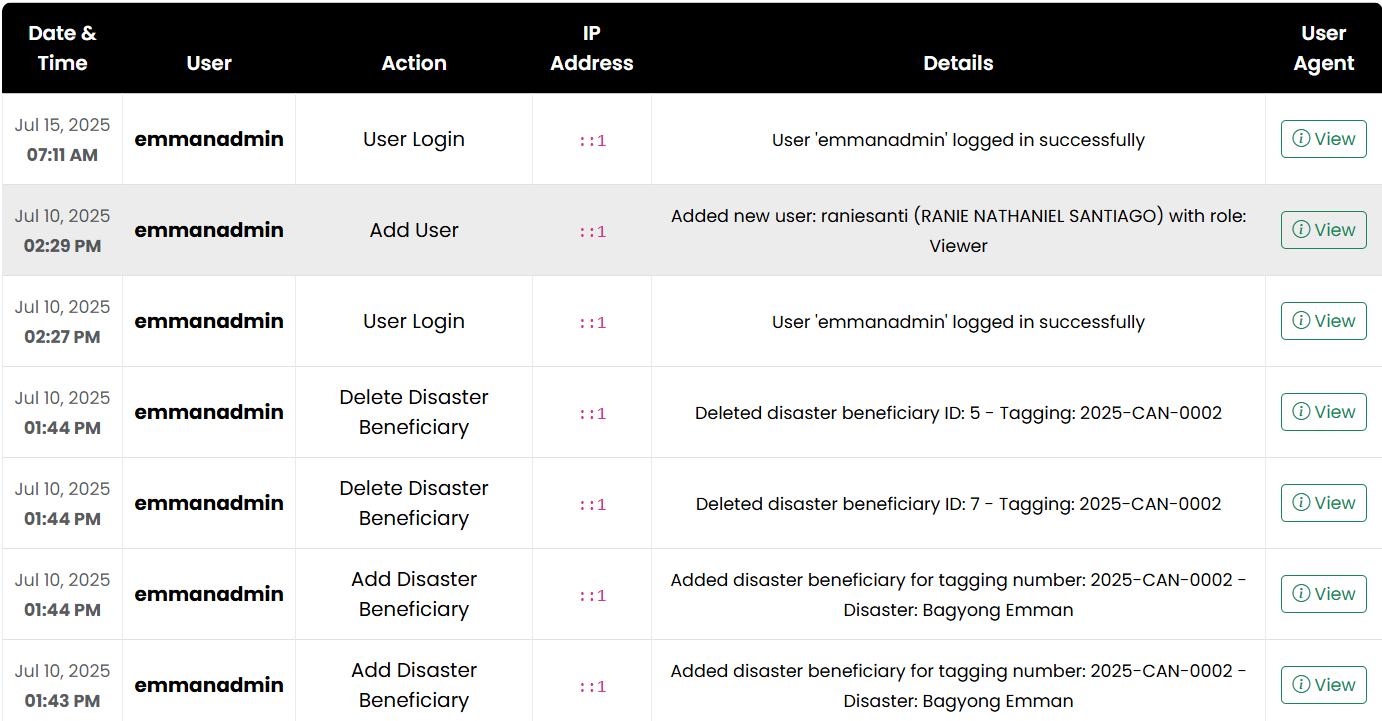 Date & Time User Action IP Address Details User Agent
Jul 15, 2025
07:11 AM
emmanadmin
User Login
::1
User 'emmanadmin' logged in successfully
View
Jul 10, 2025
02:29 PM
emmanadmin
Add User
::1
Added new user: raniesanti (RANIE NATHANIEL SANTIAGO) with role:
Viewer
View
Jul 10, 2025
02:27 PM
emmanadmin
User Login
::1
User 'emmanadmin' logged in successfully
View
Jul 10, 2025
01:44 PM
emmanadmin
Delete Disaster
Beneficiary
::1
Deleted disaster beneficiary ID: 5 - Tagging: 2025-CAN-0002
View
Jul 10, 2025
01:44 PM
emmanadmin
Delete Disaster
Beneficiary
::1
Deleted disaster beneficiary ID: 7 - Tagging: 2025-CAN-0002
View
Jul 10, 2025
01:44 PM
emmanadmin
Add Disaster
Beneficiary
::1
Added disaster beneficiary for tagging number: 2025-CAN-0002 -
Disaster: Bagyong Emman
View
Jul 10, 2025
01:43 PM
emmanadmin
Add Disaster
Beneficiary
::1
Added disaster beneficiary for tagging number: 2025-CAN-0002 -
Disaster: Bagyong Emman
View